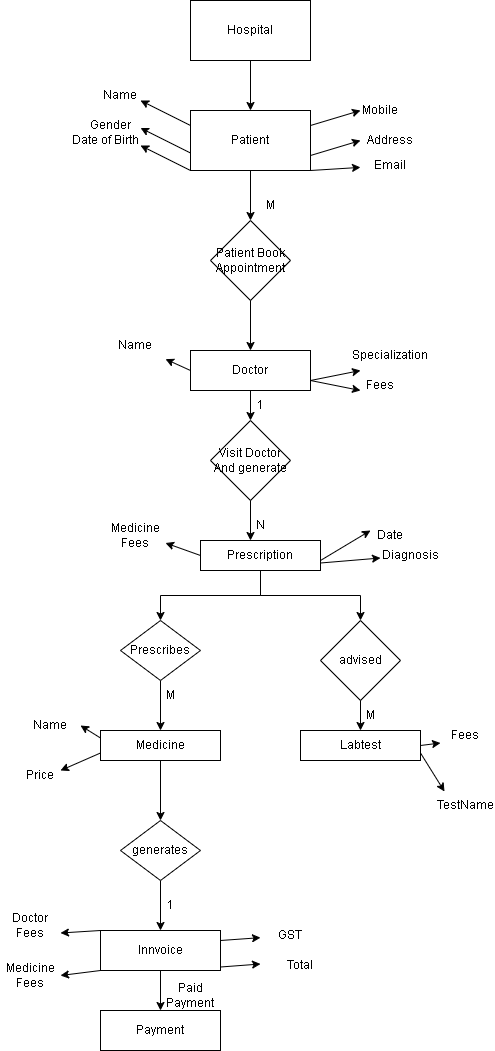 Hospital
Name
Mobile
Gender
Date of Birth
Patient
Address
Email
M
Patient Book
Appointment
Name
Specialization
Doctor
Fees
1
Visit Doctor
And generate
N
Medicine
Fees
Date
Prescription
Diagnosis
Prescribes
advised
M
M
Name
Medicine
Labtest
Fees
Price
TestName
generates
1
Doctor
Fees
GST
Innvoice
Medicine
Fees
Total
Paid
Payment
Payment